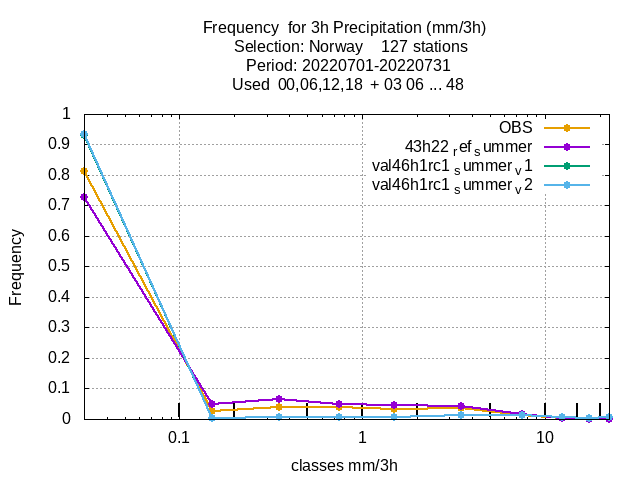 Frequency  for 3h Precipitation (mm/3h)
Selection: Norway    127 stations
Period: 20220701-20220731
Used  00,06,12,18  + 03 06 ... 48
OBS
43h22 ref summer
val46h1rc1 summer v1
val46h1rc1 summer v2
1
0.9
0.8
0.7
0.6
0.5
0.4
0.3
0.2
0.1
0
Frequency
0.1 1 10
classes mm/3h